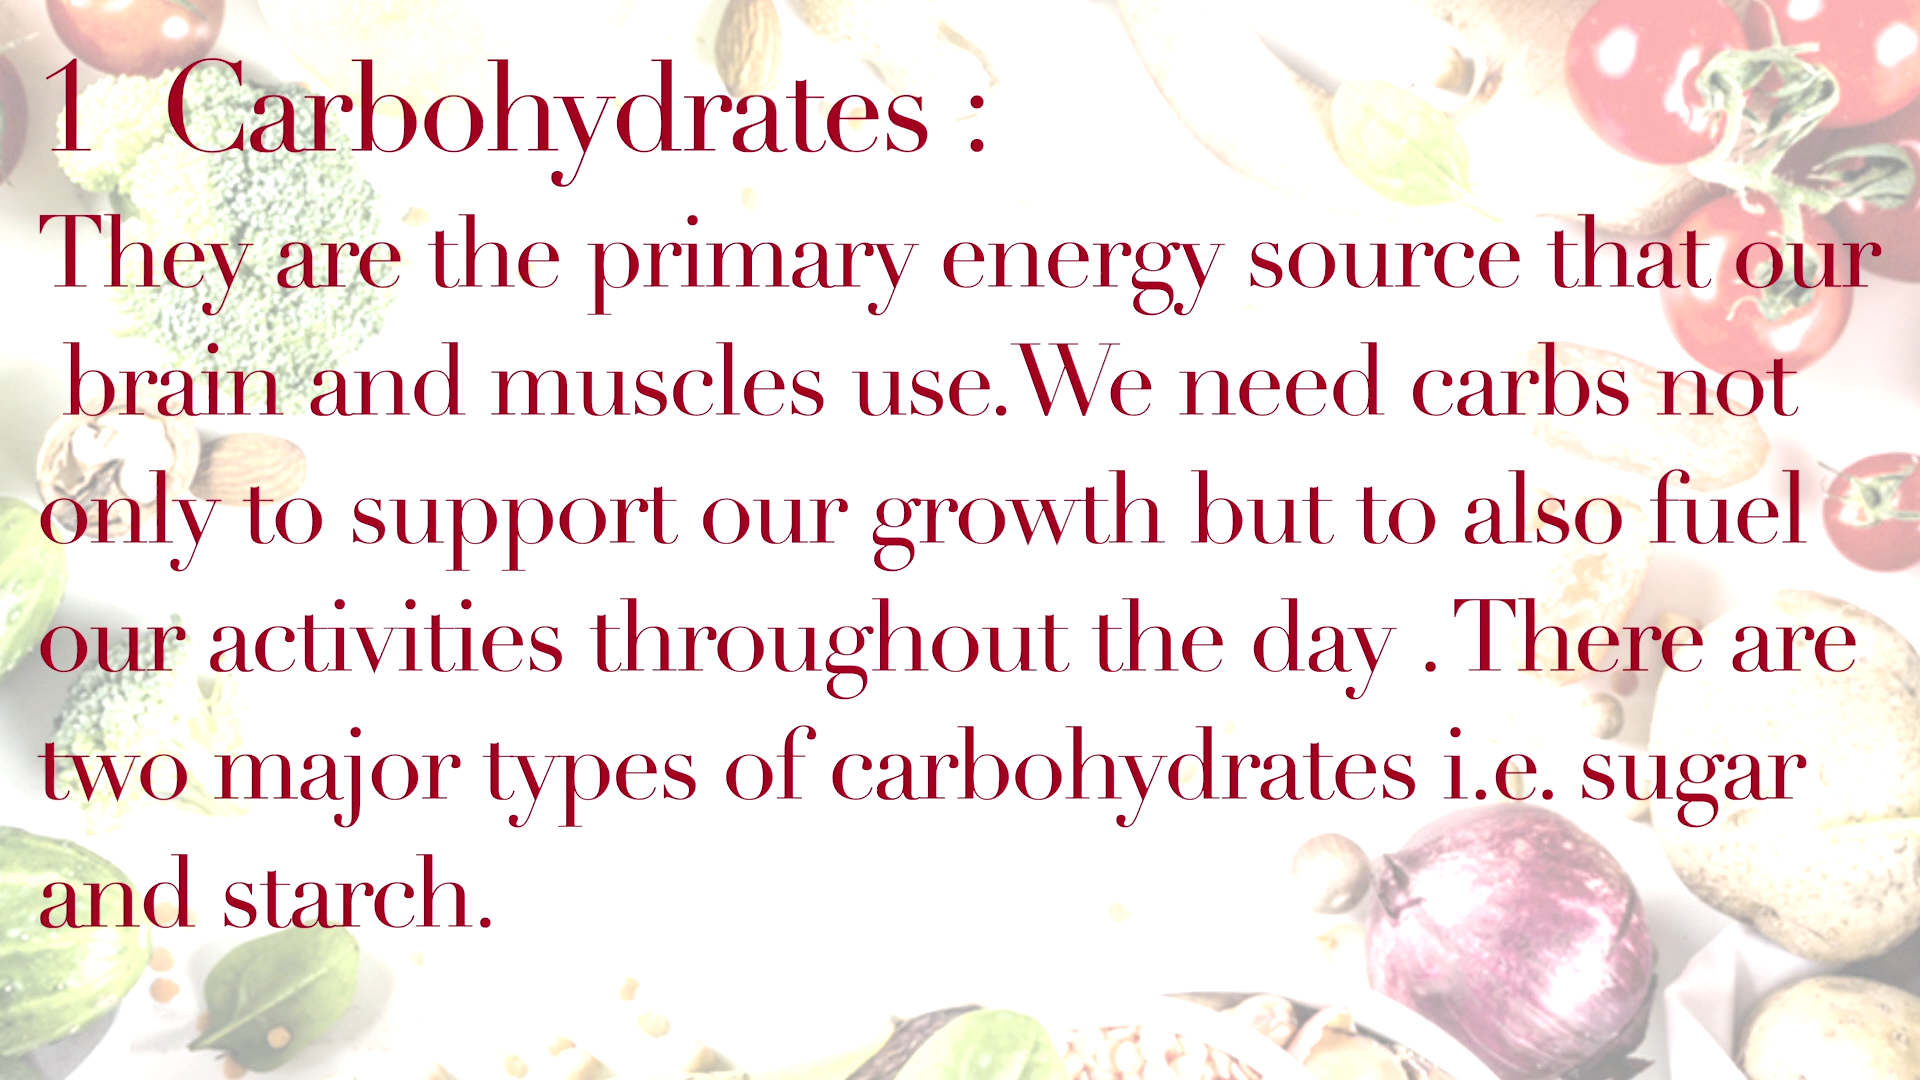 1 Carbohydrates :
They are the primary energy source that our
brain and muscles use.We need carbs not
only to support our growth but to also fuel
our activities throughout the day . There are
two major types of carbohydrates i.e. sugar
and starch.